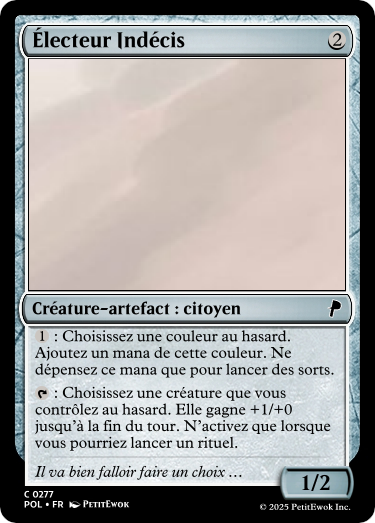 Électeur Indécis 2
Créature-artefact : citoyen
1 : Choisissez une couleur au hasard.
Ajoutez un mana de cette couleur. Ne
dépensez ce mana que pour lancer des sorts.
: Choisissez une créature que vous
contrôlez au hasard. Elle gagne +1/+0
jusqu'à la fin du tour. N'activez que lorsque
vous pourriez lancer un rituel.
Il va bien falloir faire un choix …
1/2
C 0277
POL • FR PetitEwok
© 2025 PetitEwok Inc.